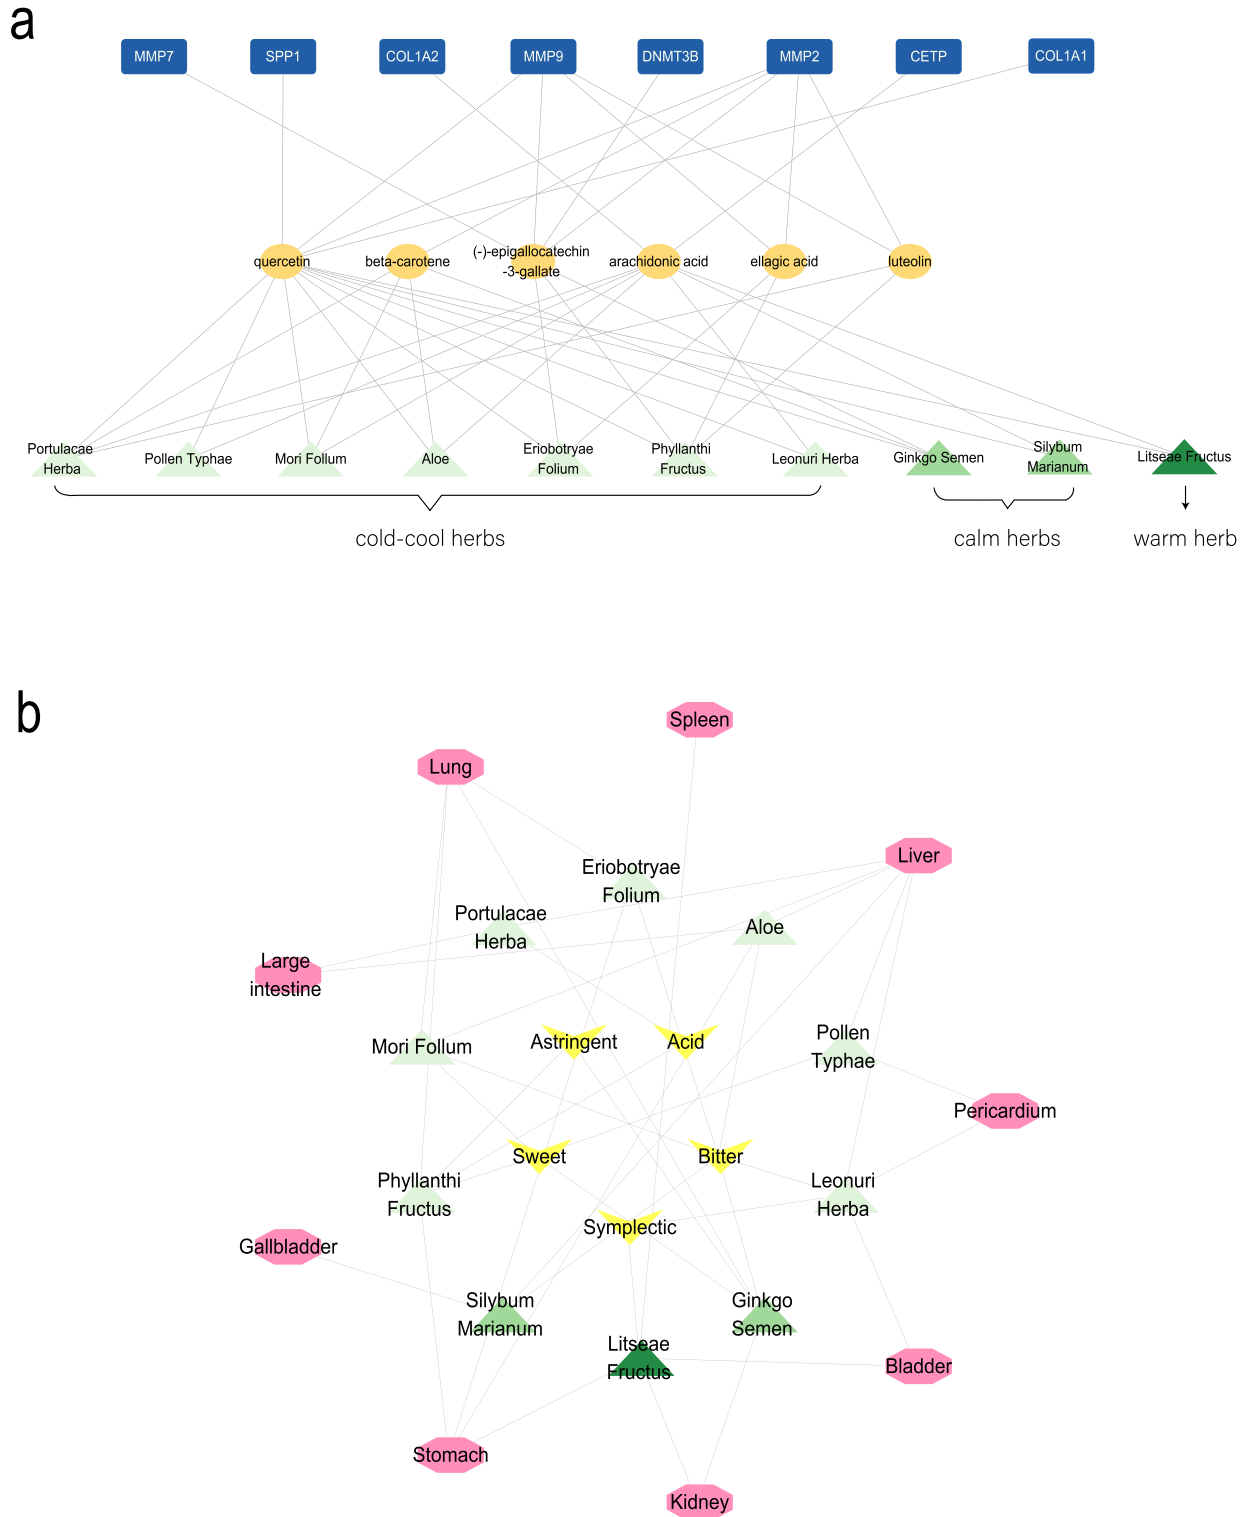 a
MMP7 SPP1 COL1A2 MMP9 DNMT3B MMP2 CETP COL1A1
quercetin beta-carotene (-)-epigallocatechin arachidonic acid ellagic acid luteolin
-3-gallate
Portulacae Pollen Typhae Mori Follum Aloe Eriobotryae Phyllanthi Leonuri Herba Ginkgo Semen Silybum Litseae Fructus
Herba Folium Fructus Marianum
cold-cool herbs calm herbs warm herb
b
Spleen
Lung
Liver
Eriobotryae
Folium
Portulacae
Herba
Aloe
Large
intestine
Mori Follum
Astringent
Acid
Pollen
Typhae
Pericardium
Sweet
Bitter
Phyllanthi
Fructus
Leonuri
Herba
Symplectic
Gallbladder
Silybum
Marianum
Ginkgo
Semen
Litseae
Fructus
Bladder
Stomach
Kidney